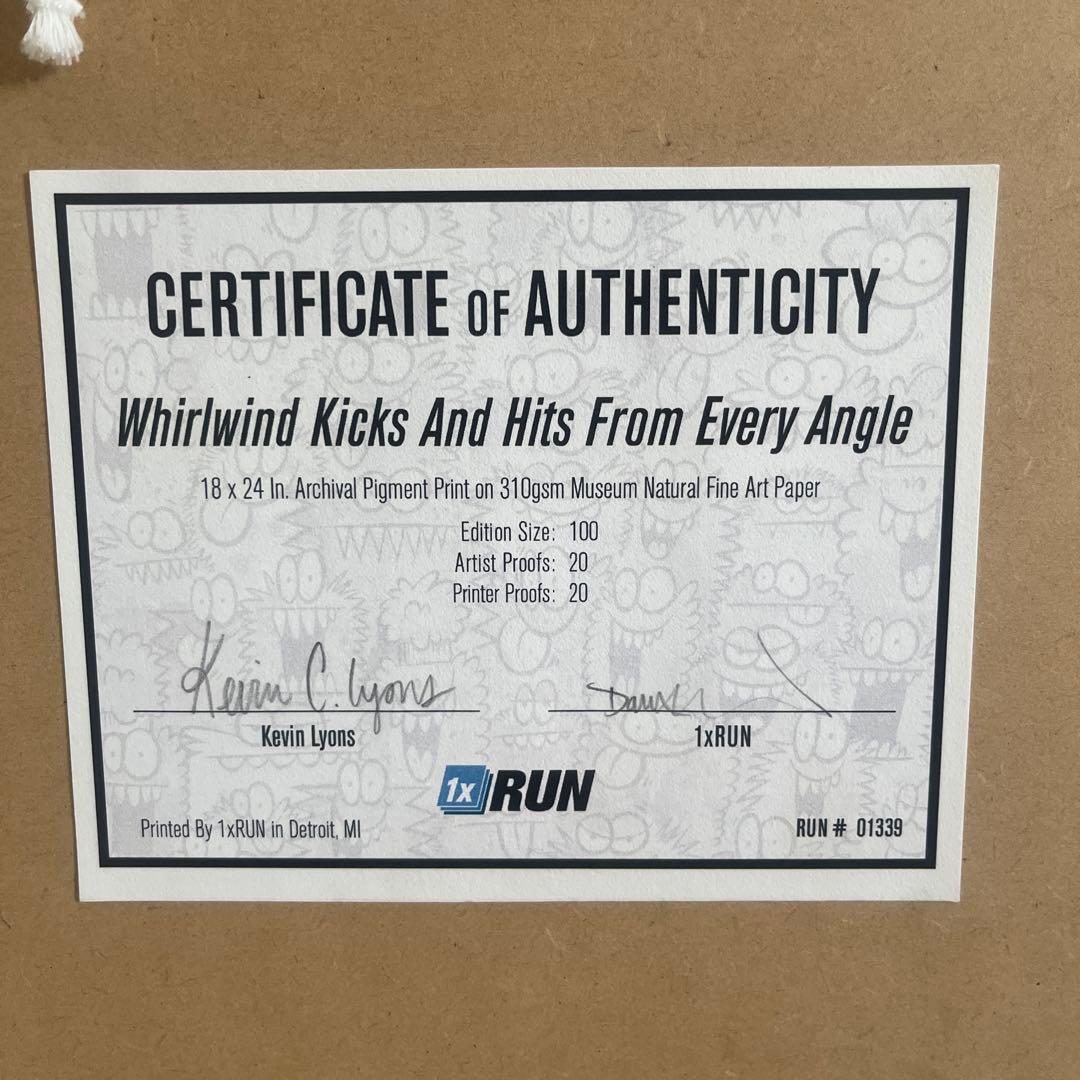 CERTIFICATE OF AUTHENTICITY
Whirlwind Kicks And Hits From Every Angle
18 x 24 In. Archival Pigment Print on 310gsm Museum Natural Fine Art Paper
Edition Size: 100
Artist Proofs: 20
Printer Proofs: 20
Kevin C. Lyons
Kevin Lyons
1xRUN
1x RUN
Printed By 1xRUN in Detroit, MI
RUN # 01339